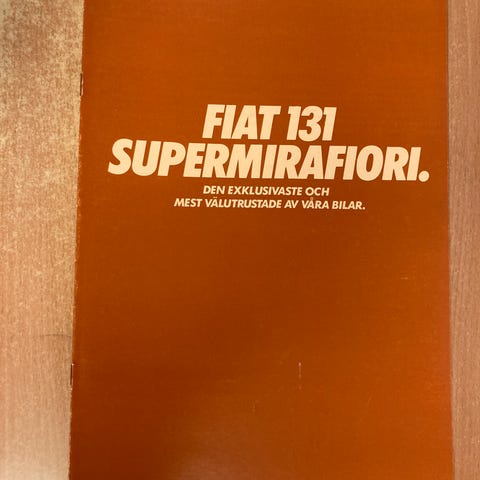 FIAT 131
SUPERMIRAFIORI.
DEN EXKLUSIVASTE OCH
MEST VÄLUTRUSTADE AV VÅRA BILAR.